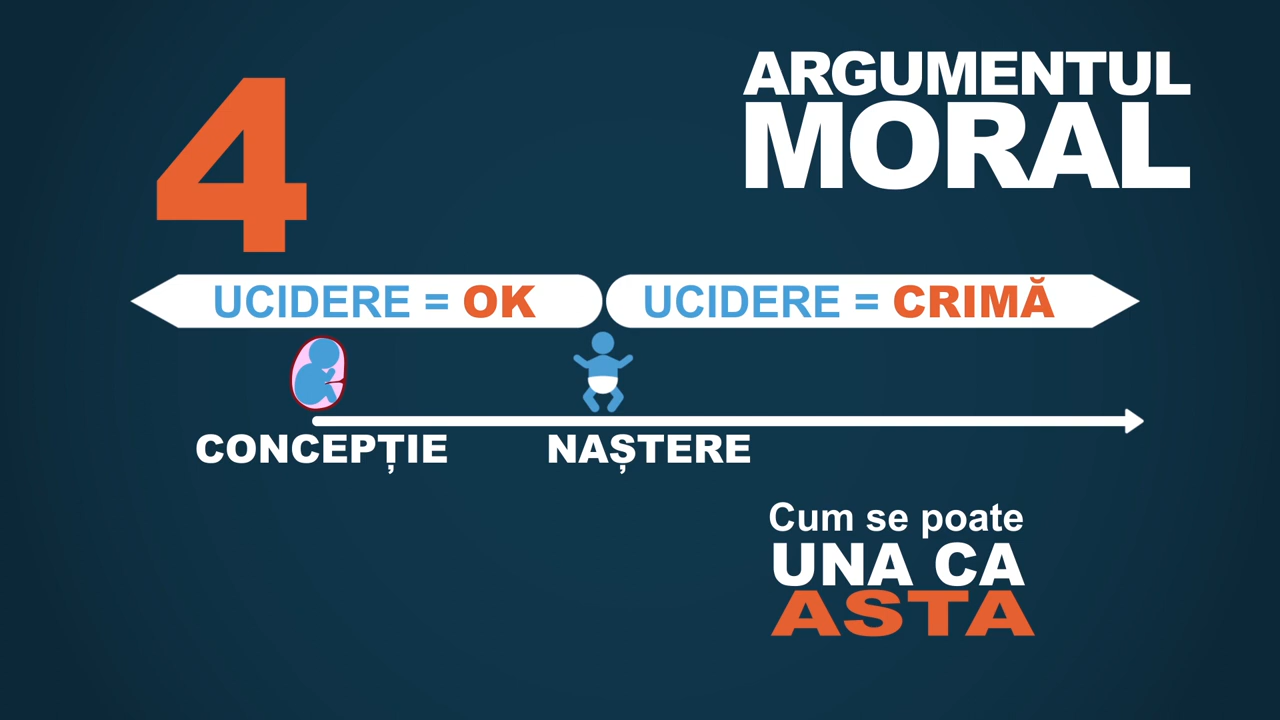 4
ARGUMENTUL
MORAL
UCIDERE = OK
UCIDERE = CRIMĂ
CONCEPȚIE
NAȘTERE
Cum se poate
UNA CA
ASTA